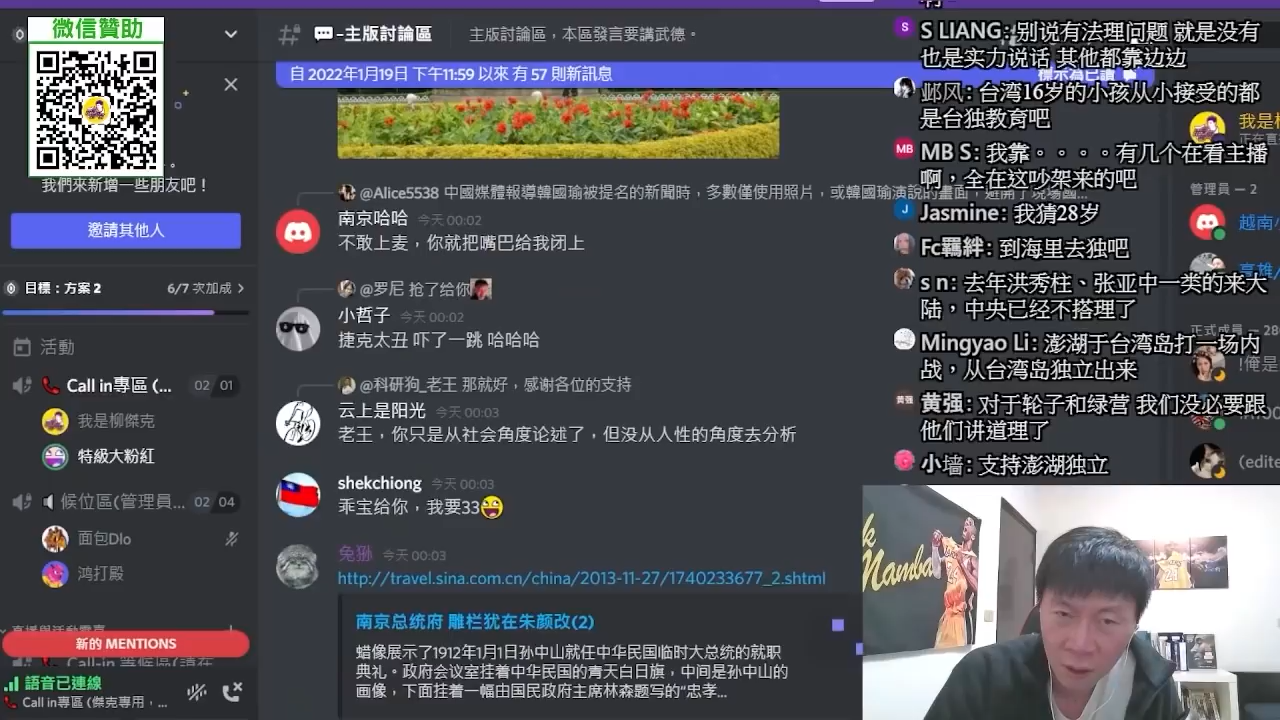 微信贊助
我們來新增一些朋友吧！
邀請其他人
目標：方案 2
6/7 次加成
活動
Call in專區 (...
02 01
我是柳傑克
特級大粉紅
候位區(管理員...
02 04
面包Dlo
鸿打殿
新的 MENTIONS
語音已連線
Call in專區 (傑克專用，...
-主版討論區
主版討論區，本區發言要講武德。
自 2022年1月19日 下午11:59 以來 有 57 則新訊息
標示為已讀
@Alice5538 中國媒體報導韓國瑜被提名的新聞時，多數僅使用照片，或韓國瑜演說的畫面，避開了現場國...
南京哈哈 今天 00:02
不敢上麦，你就把嘴巴给我闭上
@罗尼 抢了给你
小哲子 今天 00:02
捷克太丑 吓了一跳 哈哈哈
@科研狗_老王 那就好，感谢各位的支持
云上是阳光 今天 00:03
老王，你只是从社会角度论述了，但没从人性的角度去分析
shekchiong 今天 00:03
乖宝给你，我要33
兔狲 今天 00:03
http://travel.sina.com.cn/china/2013-11-27/1740233677_2.shtml
南京总统府 雕栏犹在朱颜改(2)
蜡像展示了1912年1月1日孙中山就任中华民国临时大总统的就职
典礼。政府会议室挂着中华民国的青天白日旗，中间是孙中山的
画像，下面挂着一幅由国民政府主席林森题写的“忠孝...
S LIANG: 别说有法理问题 就是没有
也是实力说话 其他都靠边边
邺风: 台湾16岁的小孩从小接受的都
是台独教育吧
MB S: 我靠。。。。有几个在看主播
啊，全在这吵架来的吧
Jasmine: 我猜28岁
Fc羈絆: 到海里去独吧
s n: 去年洪秀柱、张亚中一类的来大
陆，中央已经不搭理了
Mingyao Li: 澎湖于台湾岛打一场内
战，从台湾岛独立出来
黄强: 对于轮子和绿营 我们没必要跟
他们讲道理了
小墙: 支持澎湖独立
管理員 — 2
越南
(edite
Mamba